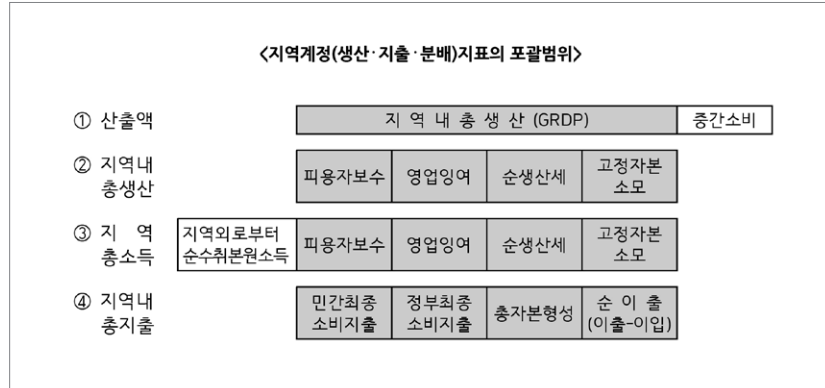 <지역계정(생산·지출·분배)지표의 포괄범위>
① 산출액
지 역 내 총 생 산 (GRDP)
중간소비
② 지역내
총생산
피용자보수
영업잉여
순생산세
고정자본
소모
③ 지 역
총소득
지역외로부터
순수취본원소득
피용자보수
영업잉여
순생산세
고정자본
소모
④ 지역내
총지출
민간최종
소비지출
정부최종
소비지출
총자본형성
순 이 출
(이출-이입)